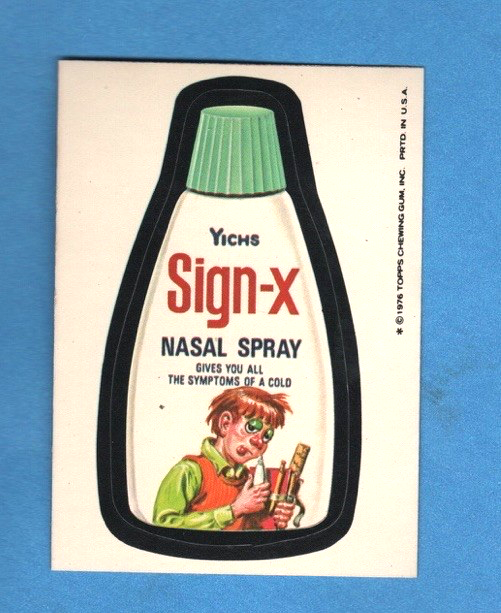 YICHS
Sign-x
NASAL SPRAY
GIVES YOU ALL
THE SYMPTOMS OF A COLD
* © 1976 TOPPS CHEWING GUM, INC. PRTD. IN U.S.A.